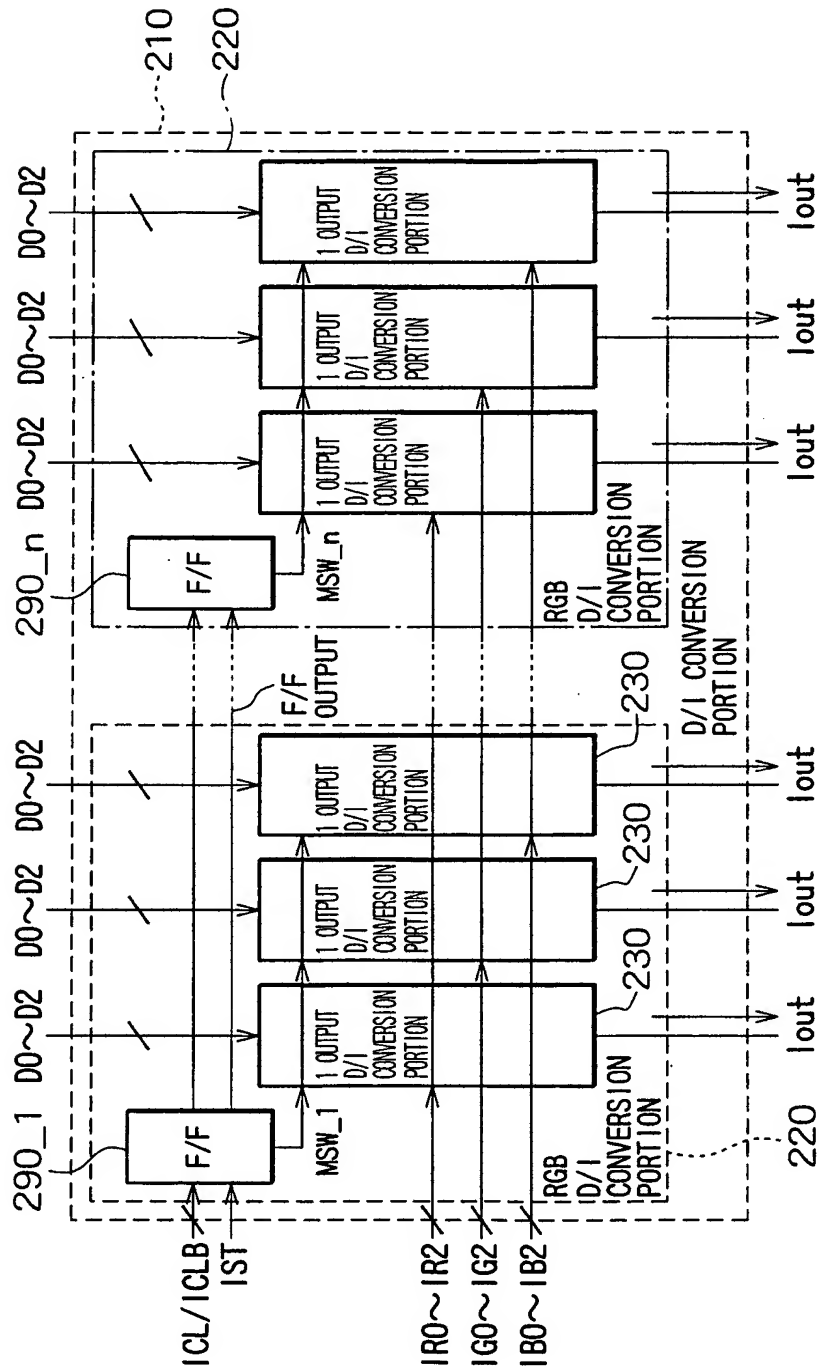 210
220
D0~D2
D0~D2
D0~D2
D0~D2
D0~D2
D0~D2
290_1
290_n
F/F
F/F
ICL/ICLB
IST
F/F
OUTPUT
MSW_1
MSW_n
1 OUTPUT
D/I
CONVERSION
PORTION
1 OUTPUT
D/I
CONVERSION
PORTION
1 OUTPUT
D/I
CONVERSION
PORTION
1 OUTPUT
D/I
CONVERSION
PORTION
1 OUTPUT
D/I
CONVERSION
PORTION
1 OUTPUT
D/I
CONVERSION
PORTION
IR0~IR2
IG0~IG2
IB0~IB2
230
230
230
RGB
D/I
CONVERSION
PORTION
RGB
D/I
CONVERSION
PORTION
D/I CONVERSION
PORTION
220
Iout
Iout
Iout
Iout
Iout
Iout